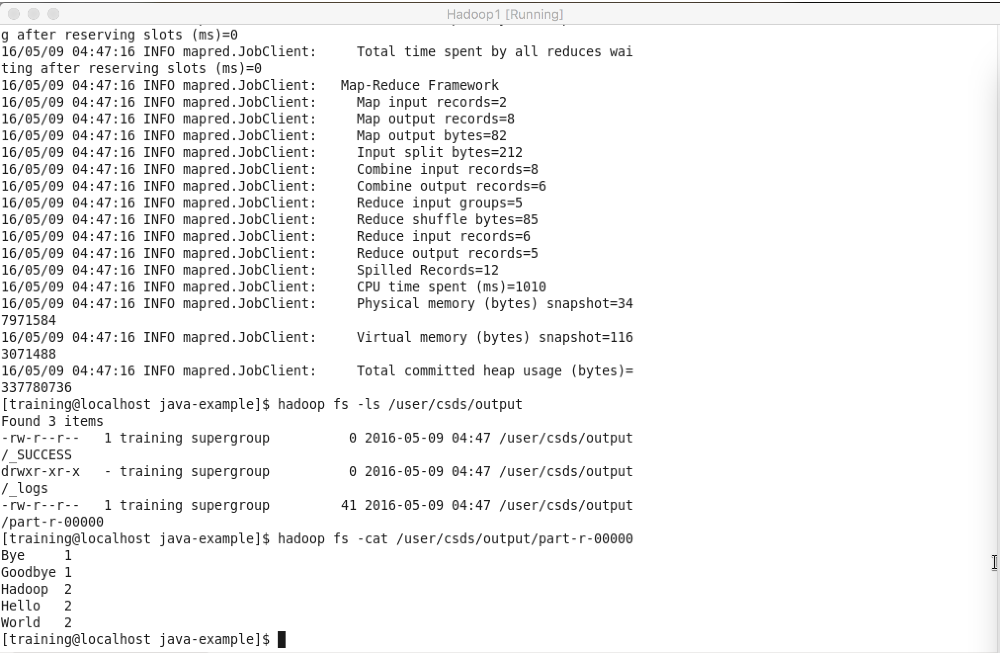 Hadoop1 [Running]
g after reserving slots (ms)=0
16/05/09 04:47:16 INFO mapred.JobClient:     Total time spent by all reduces wai
ting after reserving slots (ms)=0
16/05/09 04:47:16 INFO mapred.JobClient:   Map-Reduce Framework
16/05/09 04:47:16 INFO mapred.JobClient:     Map input records=2
16/05/09 04:47:16 INFO mapred.JobClient:     Map output records=8
16/05/09 04:47:16 INFO mapred.JobClient:     Map output bytes=82
16/05/09 04:47:16 INFO mapred.JobClient:     Input split bytes=212
16/05/09 04:47:16 INFO mapred.JobClient:     Combine input records=8
16/05/09 04:47:16 INFO mapred.JobClient:     Combine output records=6
16/05/09 04:47:16 INFO mapred.JobClient:     Reduce input groups=5
16/05/09 04:47:16 INFO mapred.JobClient:     Reduce shuffle bytes=85
16/05/09 04:47:16 INFO mapred.JobClient:     Reduce input records=6
16/05/09 04:47:16 INFO mapred.JobClient:     Reduce output records=5
16/05/09 04:47:16 INFO mapred.JobClient:     Spilled Records=12
16/05/09 04:47:16 INFO mapred.JobClient:     CPU time spent (ms)=1010
16/05/09 04:47:16 INFO mapred.JobClient:     Physical memory (bytes) snapshot=34
7971584
16/05/09 04:47:16 INFO mapred.JobClient:     Virtual memory (bytes) snapshot=116
3071488
16/05/09 04:47:16 INFO mapred.JobClient:     Total committed heap usage (bytes)=
337780736
[training@localhost java-example]$ hadoop fs -ls /user/csds/output
Found 3 items
-rw-r--r--   1 training supergroup          0 2016-05-09 04:47 /user/csds/output
/_SUCCESS
drwxr-xr-x   - training supergroup          0 2016-05-09 04:47 /user/csds/output
/_logs
-rw-r--r--   1 training supergroup         41 2016-05-09 04:47 /user/csds/output
/part-r-00000
[training@localhost java-example]$ hadoop fs -cat /user/csds/output/part-r-00000
Bye     1
Goodbye 1
Hadoop  2
Hello   2
World   2
[training@localhost java-example]$